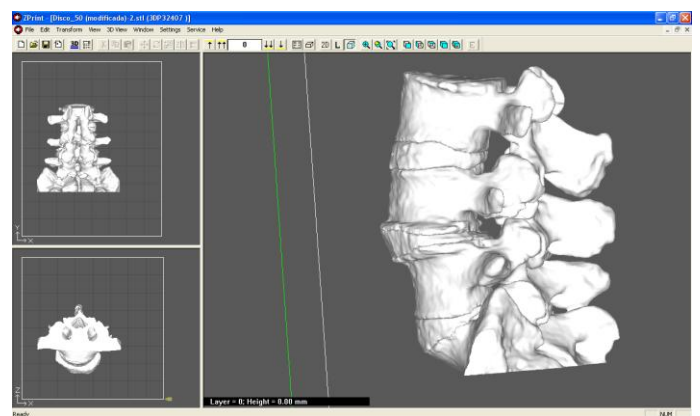 ZPrint - [Disco_50 (modificada)-2.stl (3DP32407 )]
File Edit Transform View 3D View Window Settings Service Help
0 2D L
Y
X
Z
X
Layer = 0; Height = 0.00 mm
Ready NUM